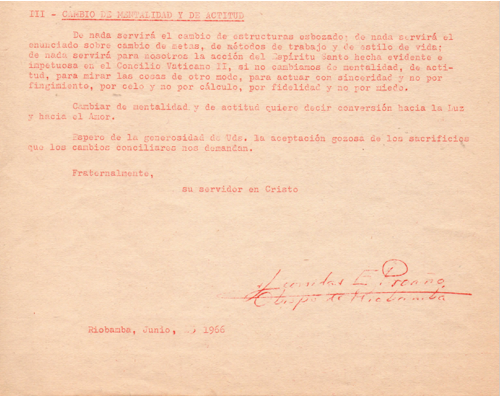 III - CAMBIO DE MENTALIDAD Y DE ACTITUD
De nada servirá el cambio de estructuras esbozado; de nada servirá el
enunciado sobre cambio de metas, de métodos de trabajo y de estilo de vida;
de nada servirá para nosotros la acción del Espíritu Santo hecha evidente e
impetuosa en el Concilio Vaticano II, si no cambiamos de mentalidad, de acti-
tud, para mirar las cosas de otro modo, para actuar con sinceridad y no por
fingimiento, por celo y no por cálculo, por fidelidad y no por miedo.
Cambiar de mentalidad y de actitud quiere decir conversión hacia la Luz
y hacia el Amor.
Espero de la generosidad de Uds. la aceptación gozosa de los sacrificios
que los cambios conciliares nos demandan.
Fraternalmente,
su servidor en Cristo
Leonidas E. Proaño
Obispo de Riobamba
Riobamba, Junio, 1966